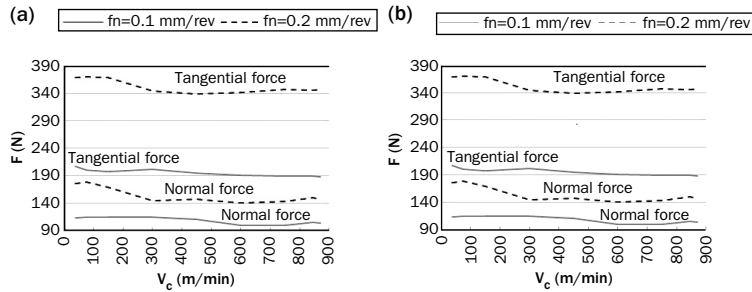 (a)
fn=0.1 mm/rev fn=0.2 mm/rev
F (N)
390
340
290
240
190
140
90
Tangential force
Tangential force
Normal force
Normal force
0 100 200 300 400 500 600 700 800 900
Vc (m/min)
(b)
fn=0.1 mm/rev fn=0.2 mm/rev
F (N)
390
340
290
240
190
140
90
Tangential force
Tangential force
Normal force
Normal force
0 100 200 300 400 500 600 700 800 900
Vc (m/min)